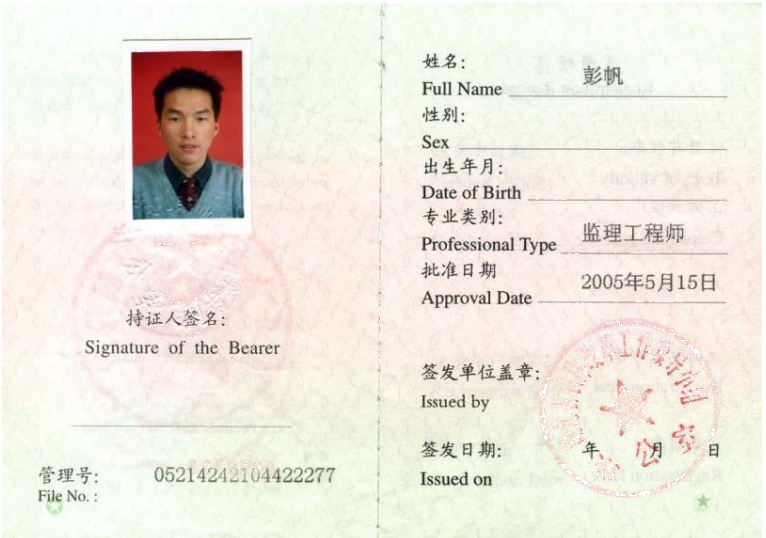 持证人签名:
Signature of the Bearer
管理号: 05214242104422277
File No. :
姓名: 彭帆
Full Name
性别:
Sex
出生年月:
Date of Birth
专业类别: 监理工程师
Professional Type
批准日期 2005年5月15日
Approval Date
签发单位盖章:
Issued by
签发日期: 年 月 日
Issued on